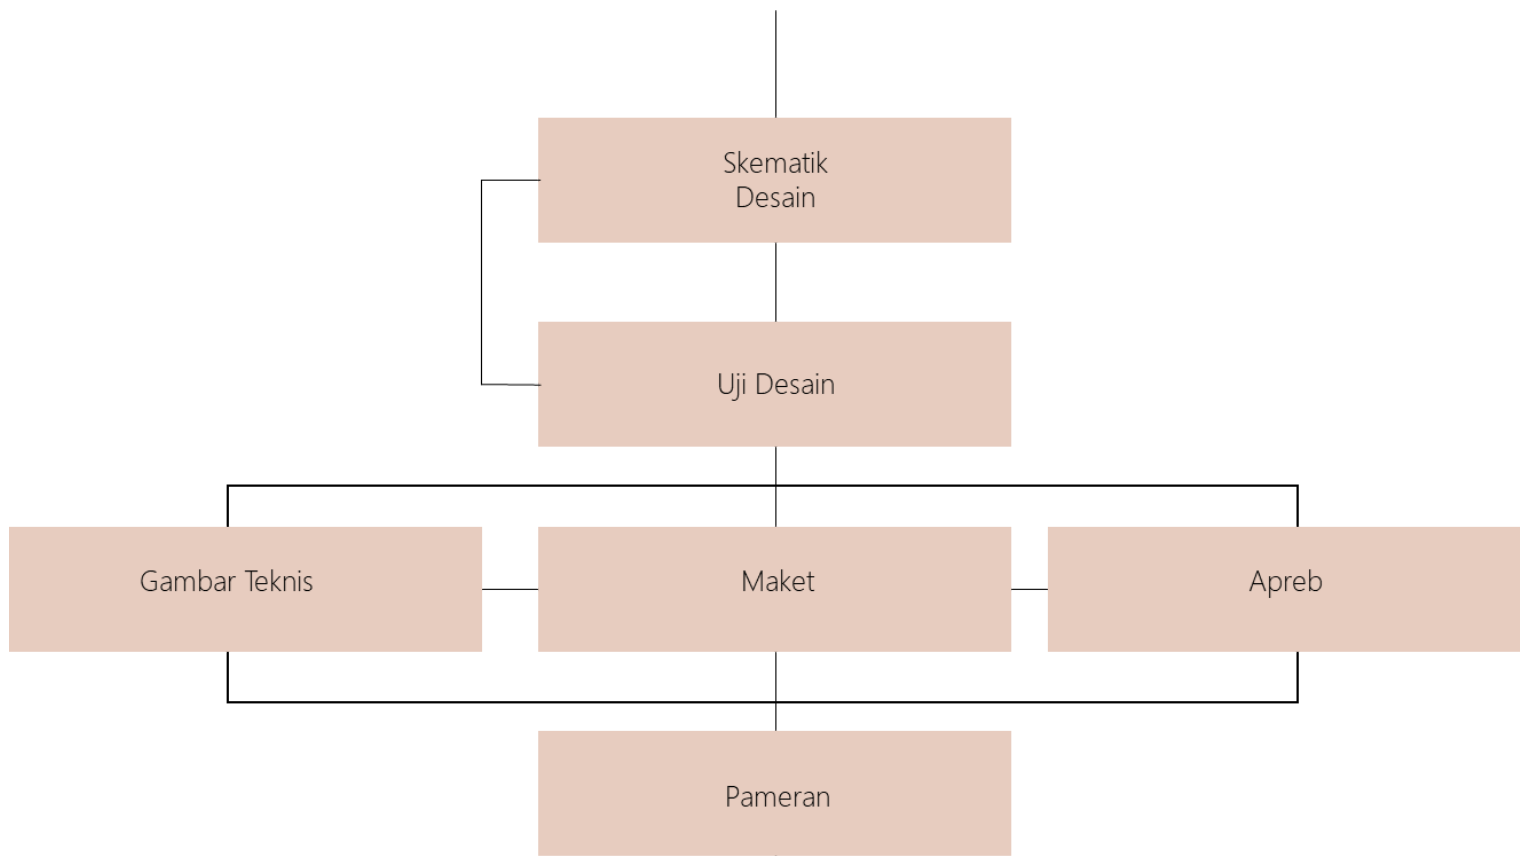 Skematik
Desain
Uji Desain
Gambar Teknis
Maket
Apreb
Pameran